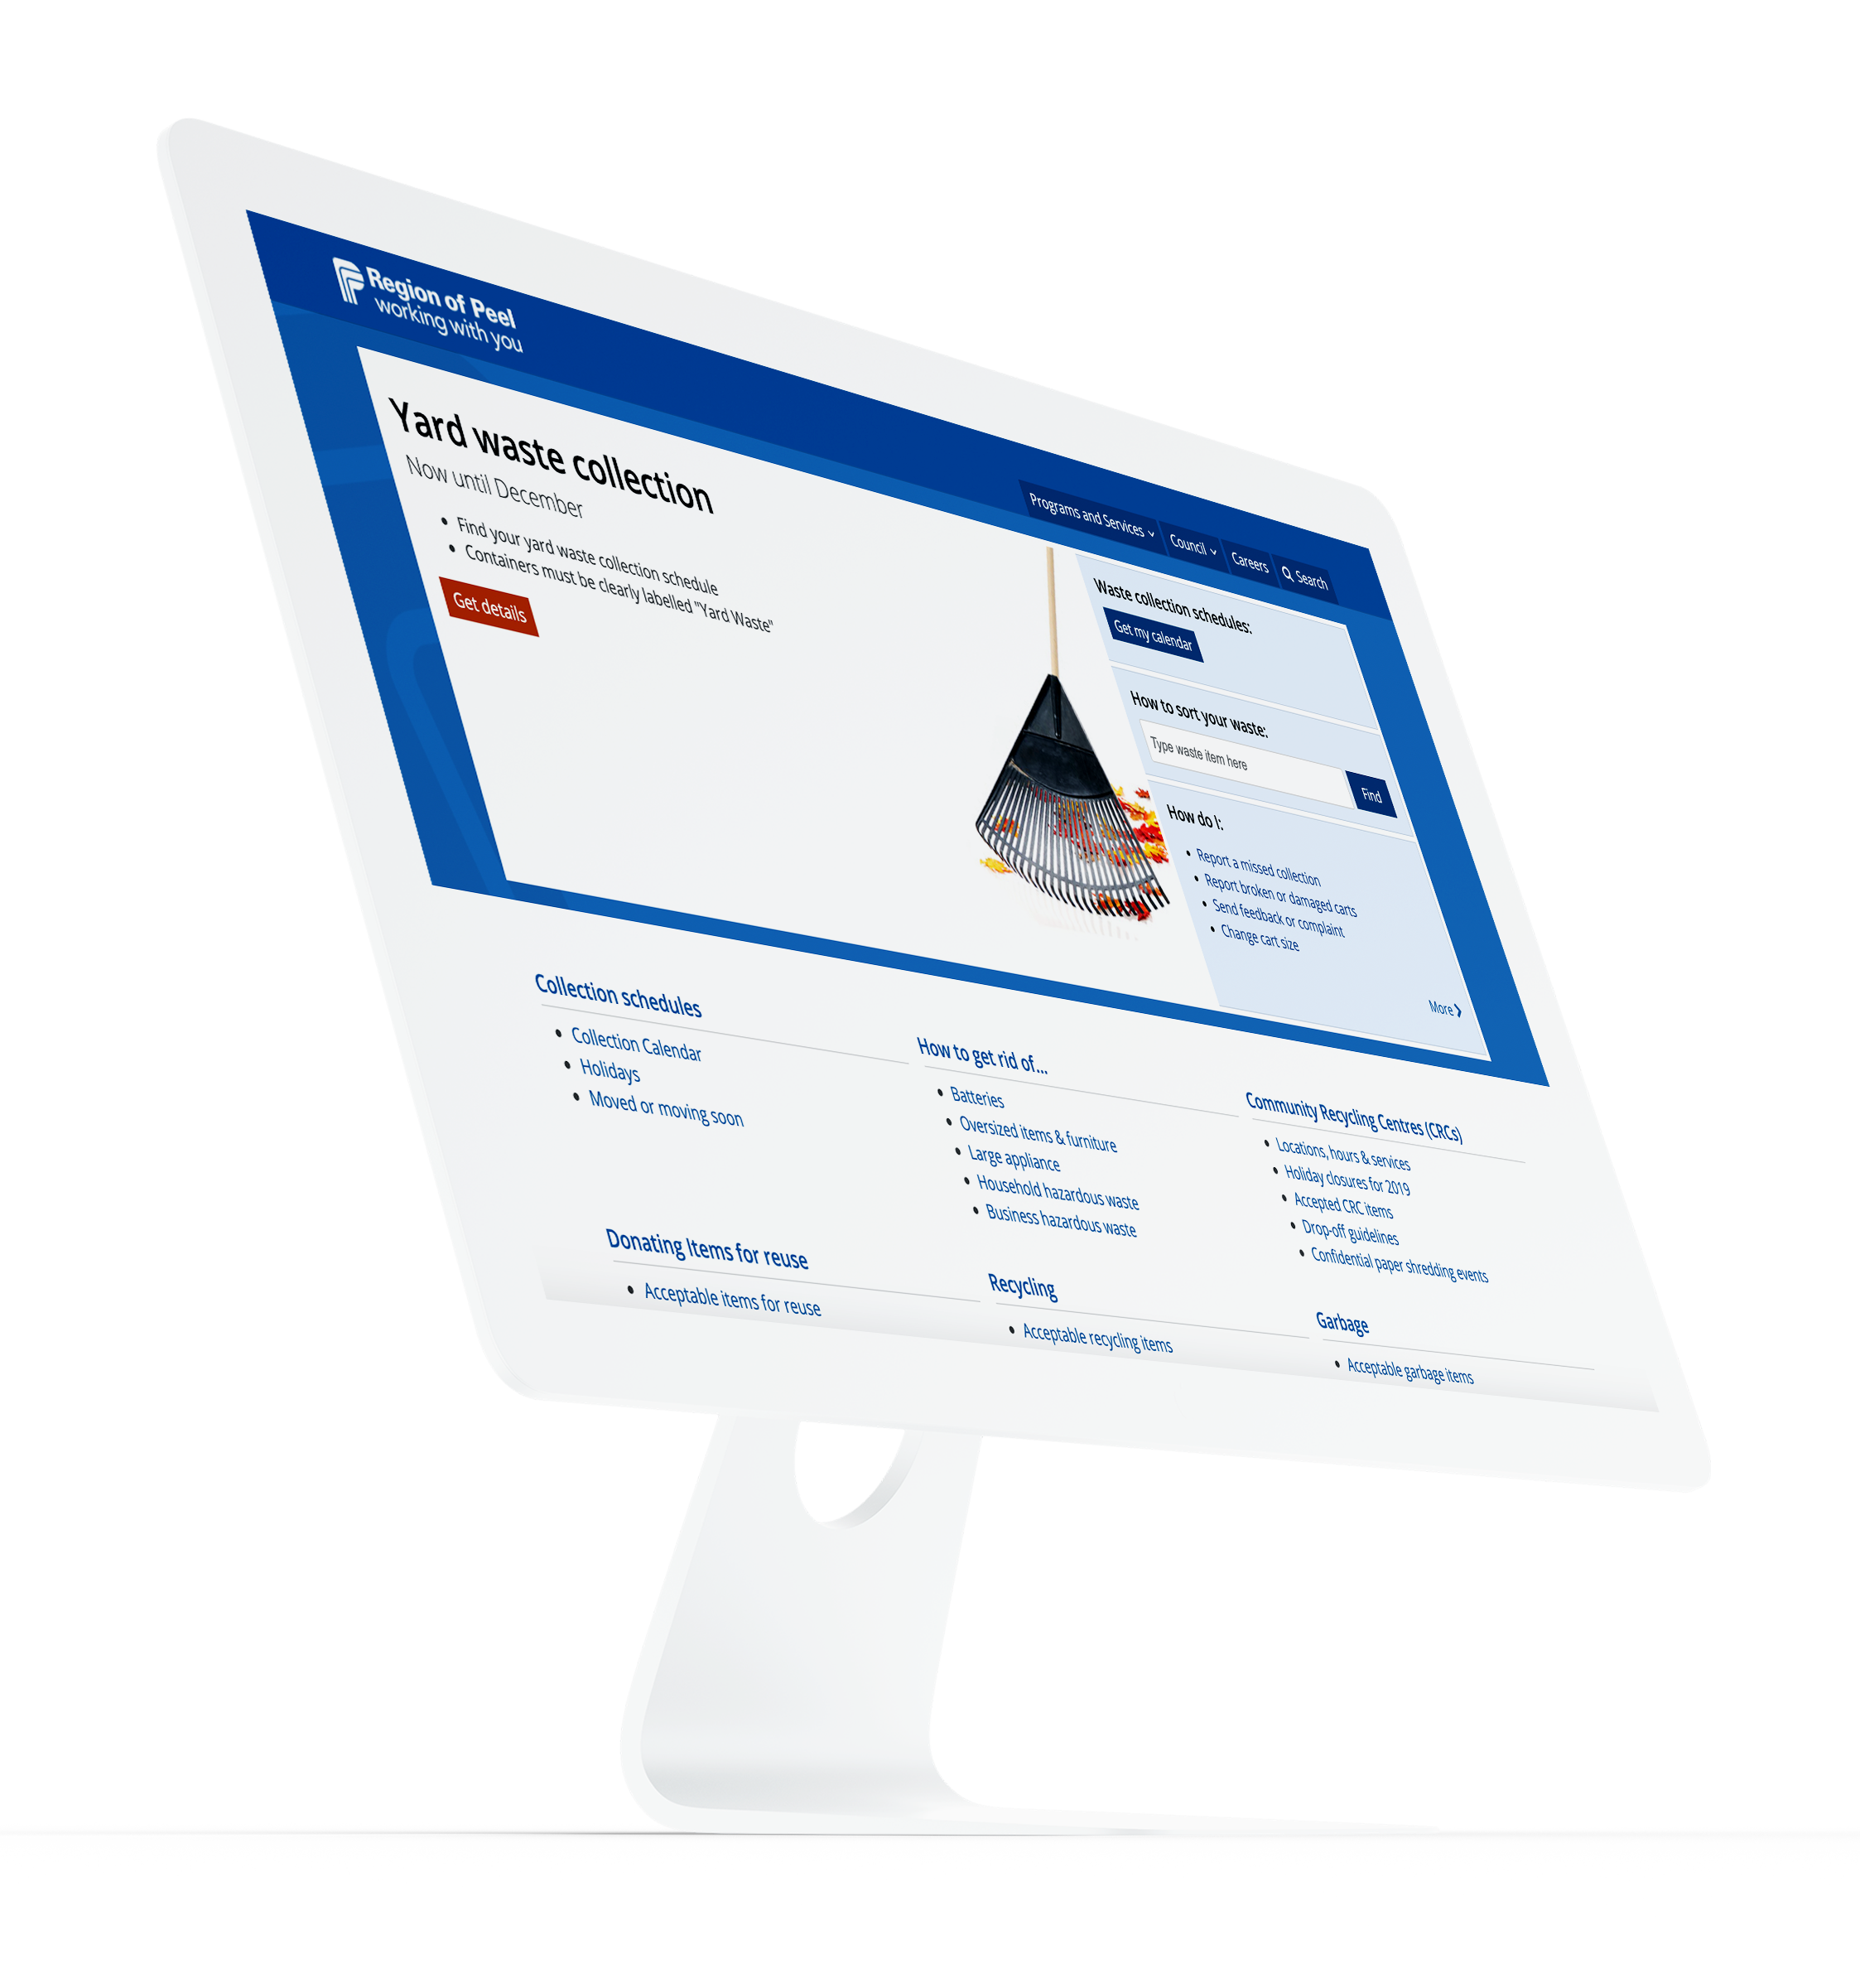 Region of Peel
working with you
Programs and Services
Council
Careers
Search
Yard waste collection
Now until December
Find your yard waste collection schedule
Containers must be clearly labelled "Yard Waste"
Get details
Waste collection schedules:
Get my calendar
How to sort your waste:
Type waste item here
Find
How do I:
Report a missed collection
Report broken or damaged carts
Send feedback or complaint
Change cart size
More
Collection schedules
Collection Calendar
Holidays
Moved or moving soon
How to get rid of...
Batteries
Oversized items & furniture
Large appliance
Household hazardous waste
Business hazardous waste
Community Recycling Centres (CRCs)
Locations, hours & services
Holiday closures for 2019
Accepted CRC items
Drop-off guidelines
Confidential paper shredding events
Donating Items for reuse
Acceptable items for reuse
Recycling
Acceptable recycling items
Garbage
Acceptable garbage items